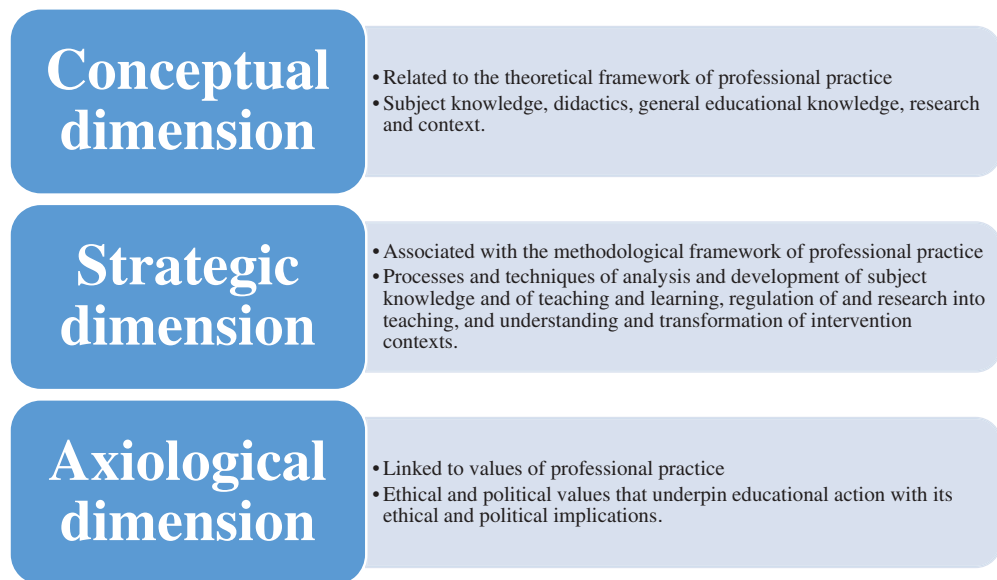 Conceptual
dimension
•Related to the theoretical framework of professional practice
•Subject knowledge, didactics, general educational knowledge, research
and context.
Strategic
dimension
•Associated with the methodological framework of professional practice
•Processes and techniques of analysis and development of subject
knowledge and of teaching and learning, regulation of and research into
teaching, and understanding and transformation of intervention
contexts.
Axiological
dimension
•Linked to values of professional practice
•Ethical and political values that underpin educational action with its
ethical and political implications.